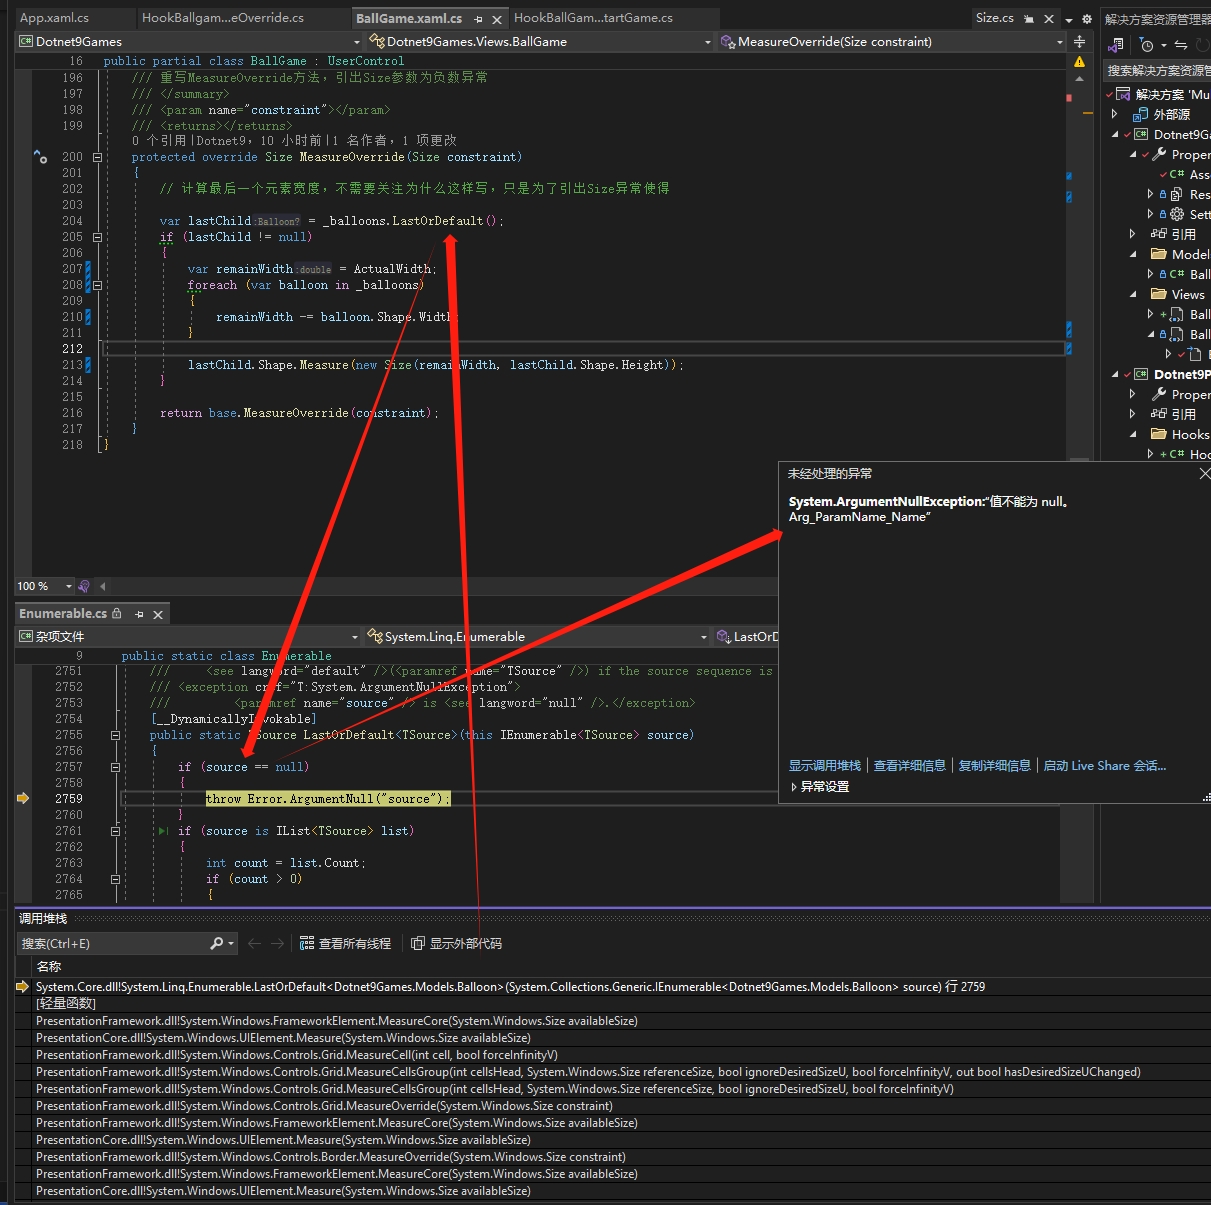 App.xaml.cs
HookBallgam...eOverride.cs
BallGame.xaml.cs
HookBallGam...tartGame.cs
Size.cs
解决方案资源管理器
Dotnet9Games
Dotnet9Games.Views.BallGame
MeasureOverride(Size constraint)
16 public partial class BallGame : UserControl
196 /// 重写MeasureOverride方法，引出Size参数为负数异常
197 /// </summary>
198 /// <param name="constraint"></param>
199 /// <returns></returns>
0 个引用|Dotnet9，10 小时前|1 名作者，1 项更改
200 protected override Size MeasureOverride(Size constraint)
201 {
202 // 计算最后一个元素宽度，不需要关注为什么这样写，只是为了引出Size异常使得
203
204 var lastChild:Balloon? = _balloons.LastOrDefault();
205 if (lastChild != null)
206 {
207 var remainWidth:double = ActualWidth;
208 foreach (var balloon in _balloons)
209 {
210 remainWidth -= balloon.Shape.Width;
211 }
212
213 lastChild.Shape.Measure(new Size(remainWidth, lastChild.Shape.Height));
214 }
215
216 return base.MeasureOverride(constraint);
217 }
218 }
搜索解决方案资源管
解决方案 'Mu
外部源
Dotnet9Ga
Proper
C# Ass
Res
Sett
引用
Model
C# Ball
Views
Ball
Ball
Dotnet9P
Proper
引用
Hooks
C# Hoo
未经处理的异常
System.ArgumentNullException:“值不能为 null。
Arg_ParamName_Name”
显示调用堆栈 | 查看详细信息 | 复制详细信息 | 启动 Live Share 会话...
异常设置
100 %
Enumerable.cs
杂项文件
System.Linq.Enumerable
LastOrD
9 public static class Enumerable
2751 /// <see langword="default" />(<paramref name="TSource" />) if the source sequence is
2752 /// <exception cref="T:System.ArgumentNullException">
2753 /// <paramref name="source" /> is <see langword="null" />.</exception>
2754 [__DynamicallyInvokable]
2755 public static TSource LastOrDefault<TSource>(this IEnumerable<TSource> source)
2756 {
2757 if (source == null)
2758 {
2759 throw Error.ArgumentNull("source");
2760 }
2761 if (source is IList<TSource> list)
2762 {
2763 int count = list.Count;
2764 if (count > 0)
2765 {
调用堆栈
搜索(Ctrl+E)
查看所有线程
显示外部代码
名称
System.Core.dll!System.Linq.Enumerable.LastOrDefault<Dotnet9Games.Models.Balloon>(System.Collections.Generic.IEnumerable<Dotnet9Games.Models.Balloon> source) 行 2759
[轻量函数]
PresentationFramework.dll!System.Windows.FrameworkElement.MeasureCore(System.Windows.Size availableSize)
PresentationCore.dll!System.Windows.UIElement.Measure(System.Windows.Size availableSize)
PresentationFramework.dll!System.Windows.Controls.Grid.MeasureCell(int cell, bool forceInfinityV)
PresentationFramework.dll!System.Windows.Controls.Grid.MeasureCellsGroup(int cellsHead, System.Windows.Size referenceSize, bool ignoreDesiredSizeU, bool forceInfinityV, out bool hasDesiredSizeUChanged)
PresentationFramework.dll!System.Windows.Controls.Grid.MeasureCellsGroup(int cellsHead, System.Windows.Size referenceSize, bool ignoreDesiredSizeU, bool forceInfinityV)
PresentationFramework.dll!System.Windows.Controls.Grid.MeasureOverride(System.Windows.Size constraint)
PresentationFramework.dll!System.Windows.FrameworkElement.MeasureCore(System.Windows.Size availableSize)
PresentationCore.dll!System.Windows.UIElement.Measure(System.Windows.Size availableSize)
PresentationFramework.dll!System.Windows.Controls.Border.MeasureOverride(System.Windows.Size constraint)
PresentationFramework.dll!System.Windows.FrameworkElement.MeasureCore(System.Windows.Size availableSize)
PresentationCore.dll!System.Windows.UIElement.Measure(System.Windows.Size availableSize)